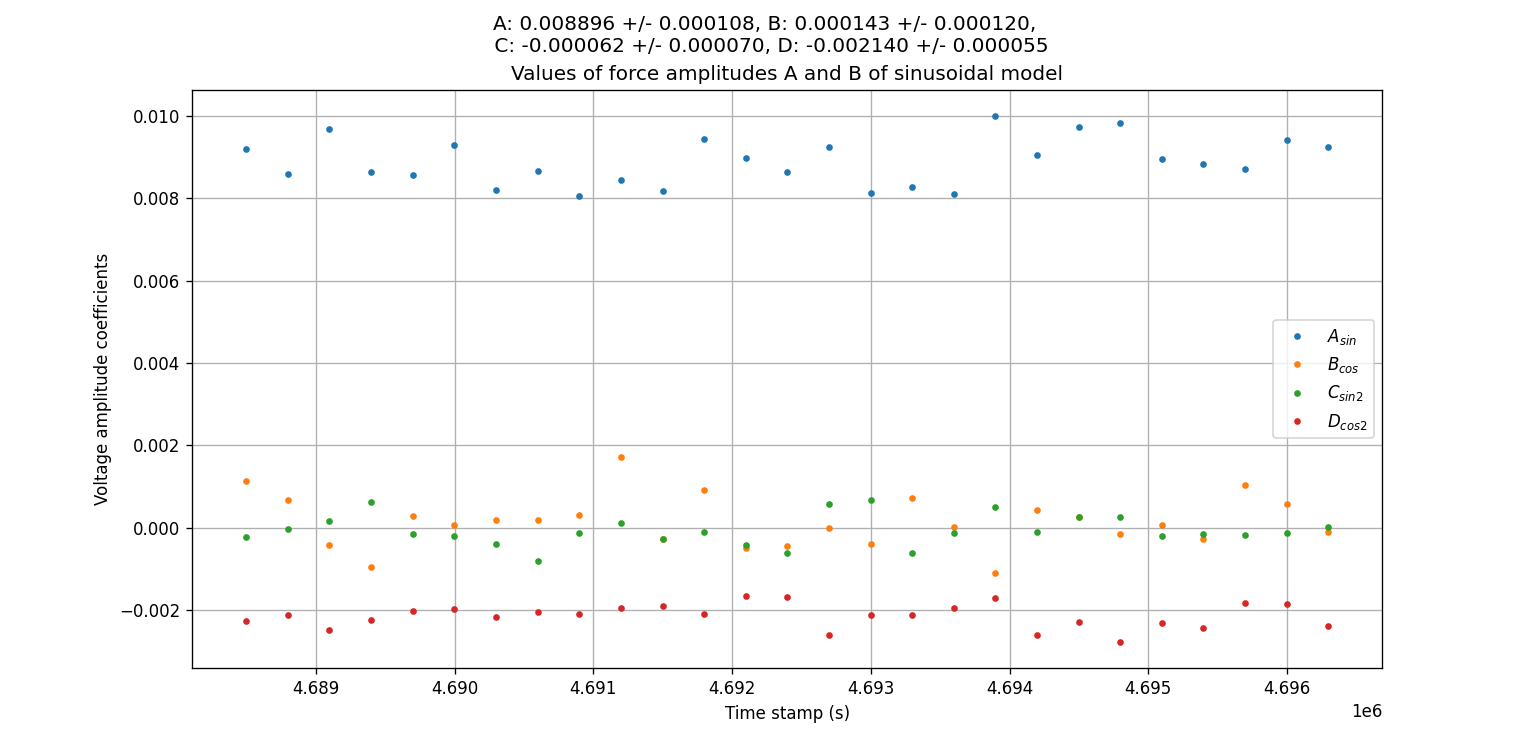 A: 0.008896 +/- 0.000108, B: 0.000143 +/- 0.000120,
C: -0.000062 +/- 0.000070, D: -0.002140 +/- 0.000055
Values of force amplitudes A and B of sinusoidal model
Voltage amplitude coefficients
0.010
0.008
0.006
0.004
0.002
0.000
−0.002
A_sin
B_cos
C_sin2
D_cos2
4.689 4.690 4.691 4.692 4.693 4.694 4.695 4.696
1e6
Time stamp (s)